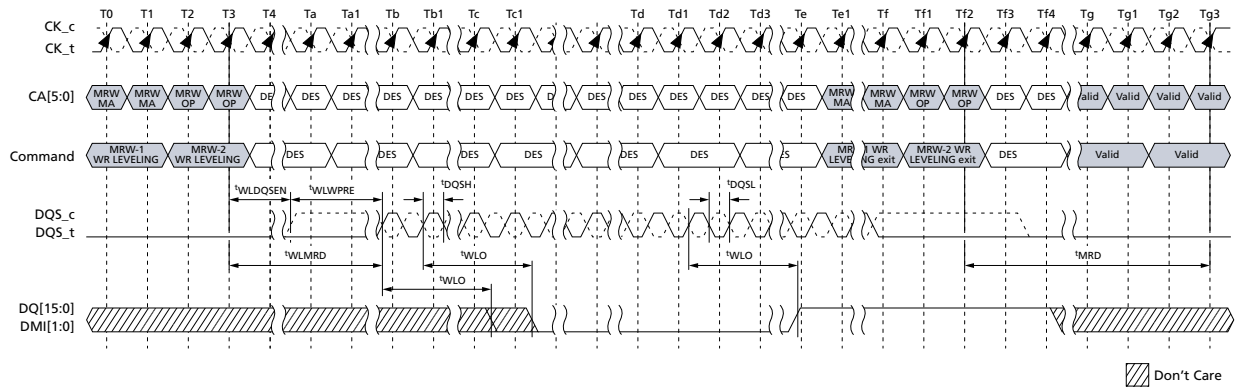 T0 T1 T2 T3 T4 Ta Ta1 Tb Tb1 Tc Tc1 Td Td1 Td2 Td3 Te Te1 Tf Tf1 Tf2 Tf3 Tf4 Tg Tg1 Tg2 Tg3
CK_c
CK_t
CA[5:0] MRW MA MRW MA MRW OP MRW OP DES DES DES DES DES DES DES DES DES DES DES DES MRW MA MRW OP MRW OP DES DES Valid Valid Valid
Command MRW-1 WR LEVELING MRW-2 WR LEVELING DES DES DES DES DES DES MRW-2 WR LEVELING exit DES Valid Valid
tWLDQSEN tWLWPRE tDQSH tDQSL
DQS_c
DQS_t
tWLMRD tWLO tWLO tMRD
tWLO
DQ[15:0]
DMI[1:0]
Don't Care